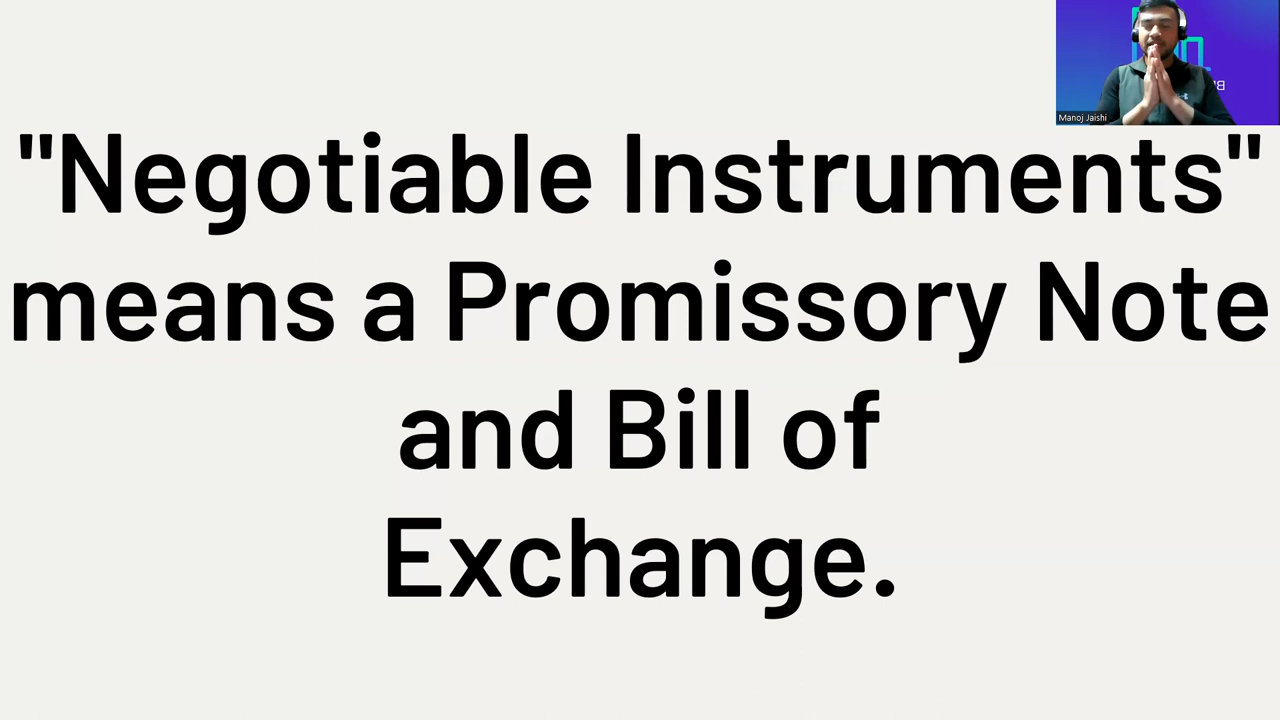 "Negotiable Instruments"
means a Promissory Note
and Bill of
Exchange.
Manoj Jaishi